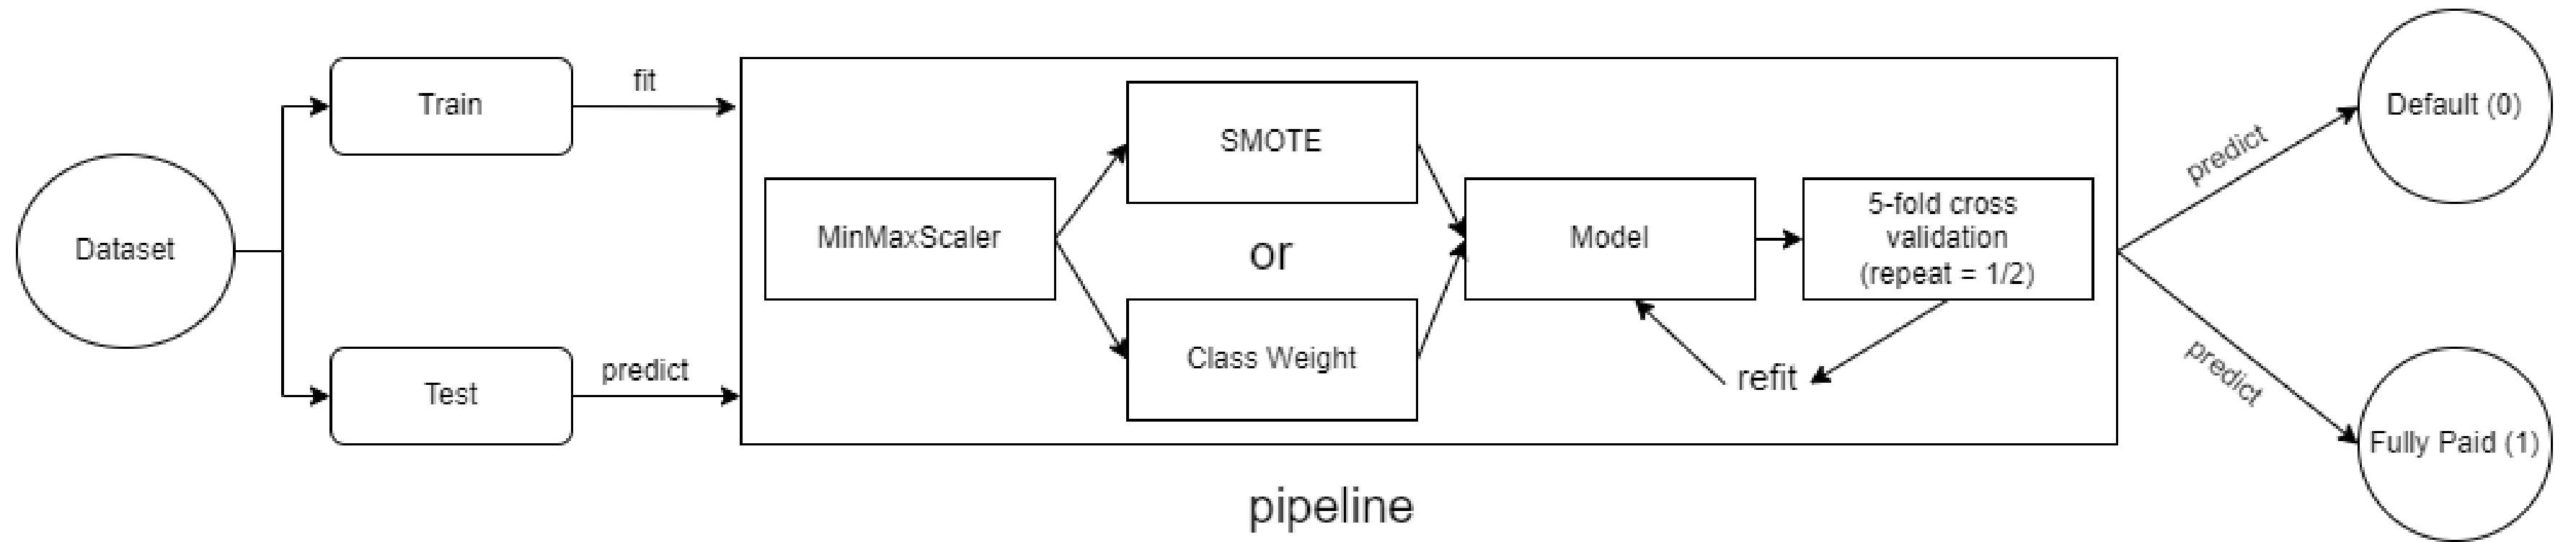 Dataset
Train
Test
fit
predict
MinMaxScaler
SMOTE
or
Class Weight
Model
5-fold cross
validation
(repeat = 1/2)
refit
pipeline
predict
predict
Default (0)
Fully Paid (1)